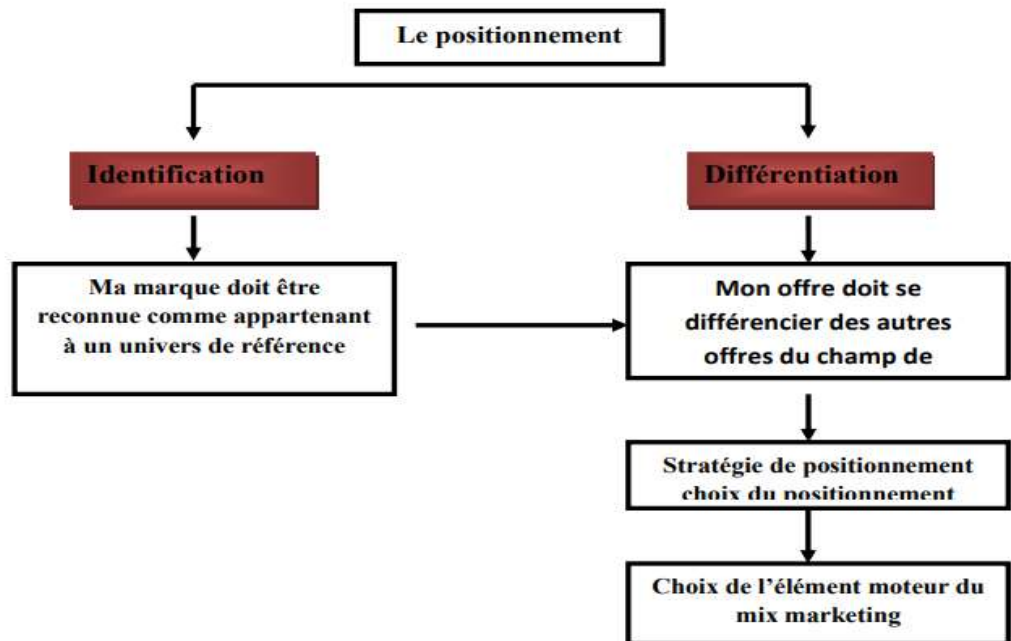 Le positionnement
Identification
Différentiation
Ma marque doit être
reconnue comme appartenant
à un univers de référence
Mon offre doit se
différencier des autres
offres du champ de
Stratégie de positionnement
choix du positionnement
Choix de l'élément moteur du
mix marketing